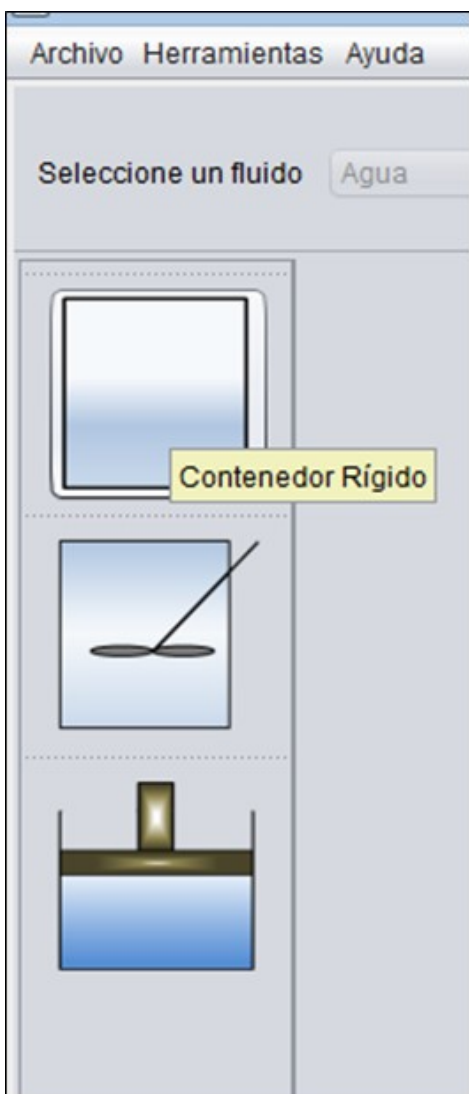 Archivo Herramientas Ayuda
Seleccione un fluido Agua
Contenedor Rígido